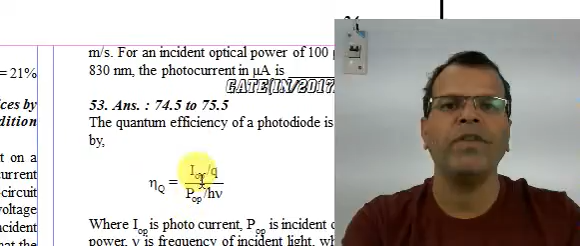 = 21%
ces by
dition
t on a
urrent
-circuit
voltage
ncident
m/s. For an incident optical power of 100
830 nm, the photocurrent in μA is
GATE(IN/2017
53. Ans. : 74.5 to 75.5
The quantum efficiency of a photodiode is
by,
ηQ = Iop/q / Pop/hν
Where Iop is photo current, Pop is incident
power, ν is frequency of incident light, wh